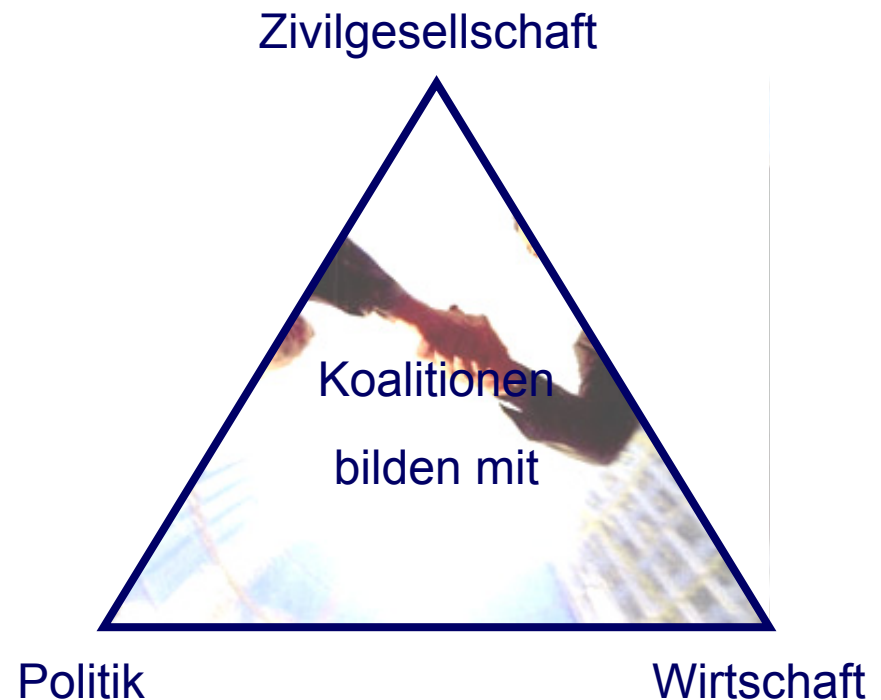 Zivilgesellschaft
Koalitionen
bilden mit
Politik
Wirtschaft